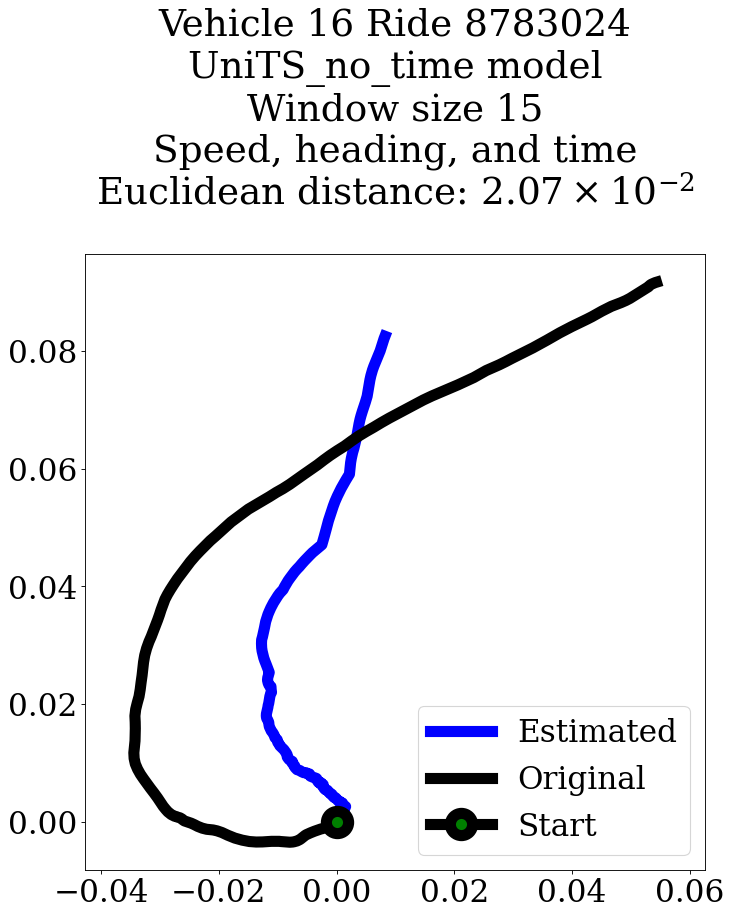 Vehicle 16 Ride 8783024
UniTS_no_time model
Window size 15
Speed, heading, and time
Euclidean distance: 2.07 × 10⁻²
0.08
0.06
0.04
0.02
0.00
−0.04 −0.02 0.00 0.02 0.04 0.06
Estimated
Original
Start